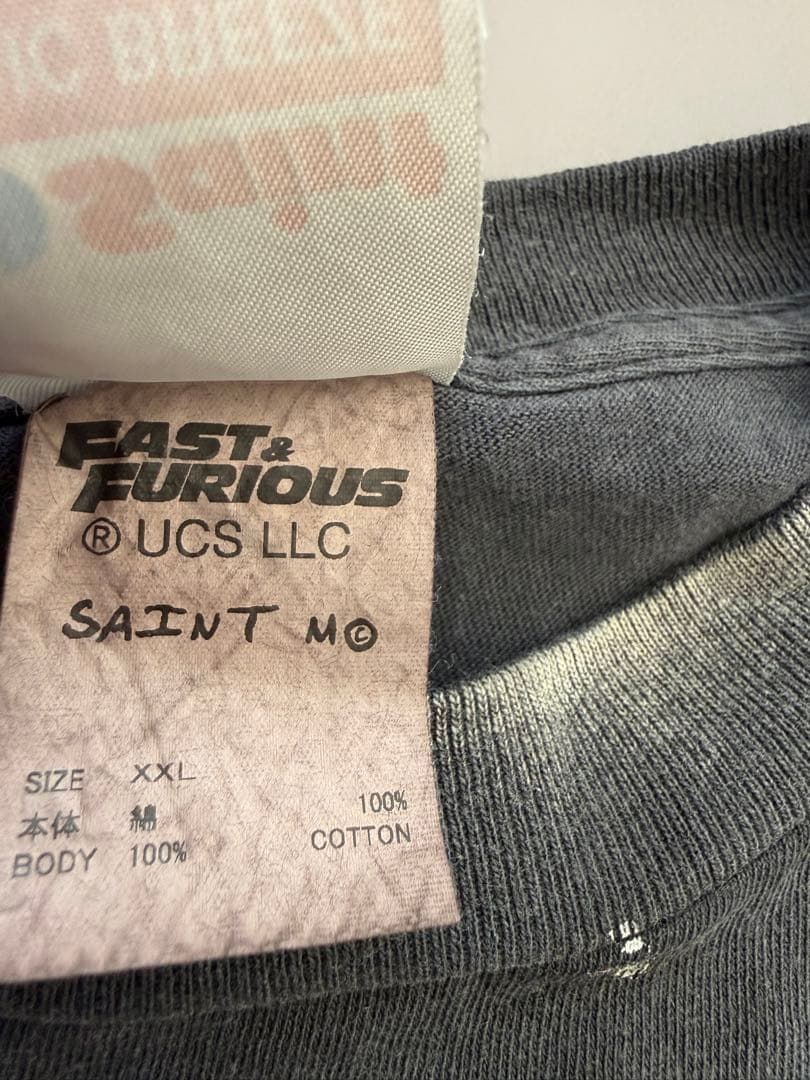 FAST &
FURIOUS
® UCS LLC
SAINT M©
SIZE XXL
本体 綿 100%
BODY 100% COTTON